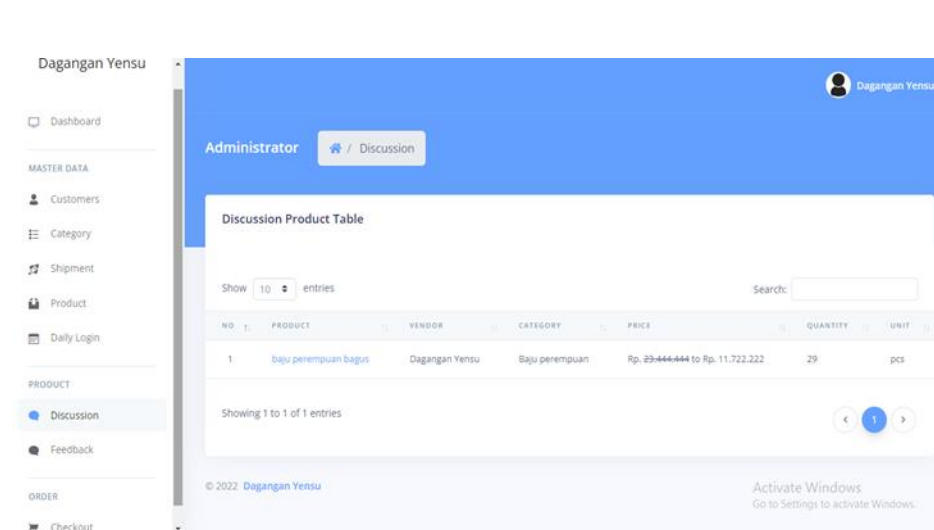 Dagangan Yensu
Dagangan Yensu
Dashboard
Administrator
/ Discussion
MASTER DATA
Customers
Category
Shipment
Product
Daily Login
PRODUCT
Discussion
Feedback
ORDER
Checkout
Discussion Product Table
Show 10 entries
Search:
NO PRODUCT VENDOR CATEGORY PRICE QUANTITY UNIT
1 baju perempuan bagus Dagangan Yensu Baju perempuan Rp. 23.444.444 to Rp. 11.722.222 29 pcs
Showing 1 to 1 of 1 entries
1
© 2022 Dagangan Yensu
Activate Windows
Go to Settings to activate Windows.